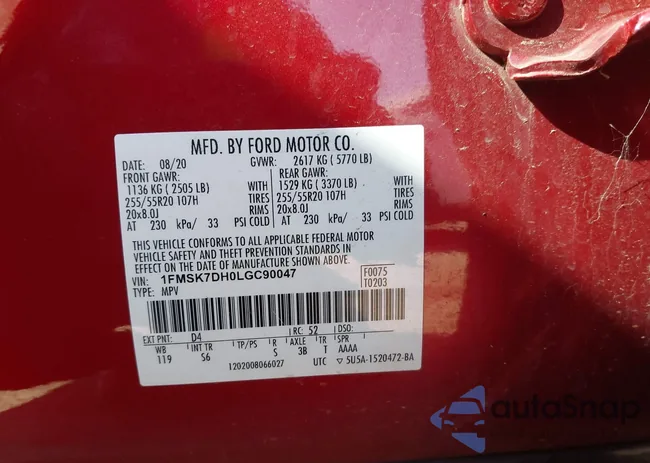 MFD. BY FORD MOTOR CO.
DATE: 08/20 GVWR: 2617 KG ( 5770 LB)
FRONT GAWR: REAR GAWR:
1136 KG ( 2505 LB) WITH 1529 KG ( 3370 LB) WITH
255/55R20 107H TIRES 255/55R20 107H TIRES
20x8.0J RIMS 20x8.0J RIMS
AT 230 kPa/ 33 PSI COLD AT 230 kPa/ 33 PSI COLD
THIS VEHICLE CONFORMS TO ALL APPLICABLE FEDERAL MOTOR
VEHICLE SAFETY AND THEFT PREVENTION STANDARDS IN
EFFECT ON THE DATE OF MANUFACTURE SHOWN ABOVE.
VIN: 1FMSK7DH0LGC90047 F0075
TYPE: MPV T0203
EXT PNT: D4 RC: 52 DSO:
WB INT TR TP/PS R AXLE TR SPR
119 S6 S 3B T AAAA
1202008066027 UTC ▽ 5U5A-1520472-BA
autoSnap